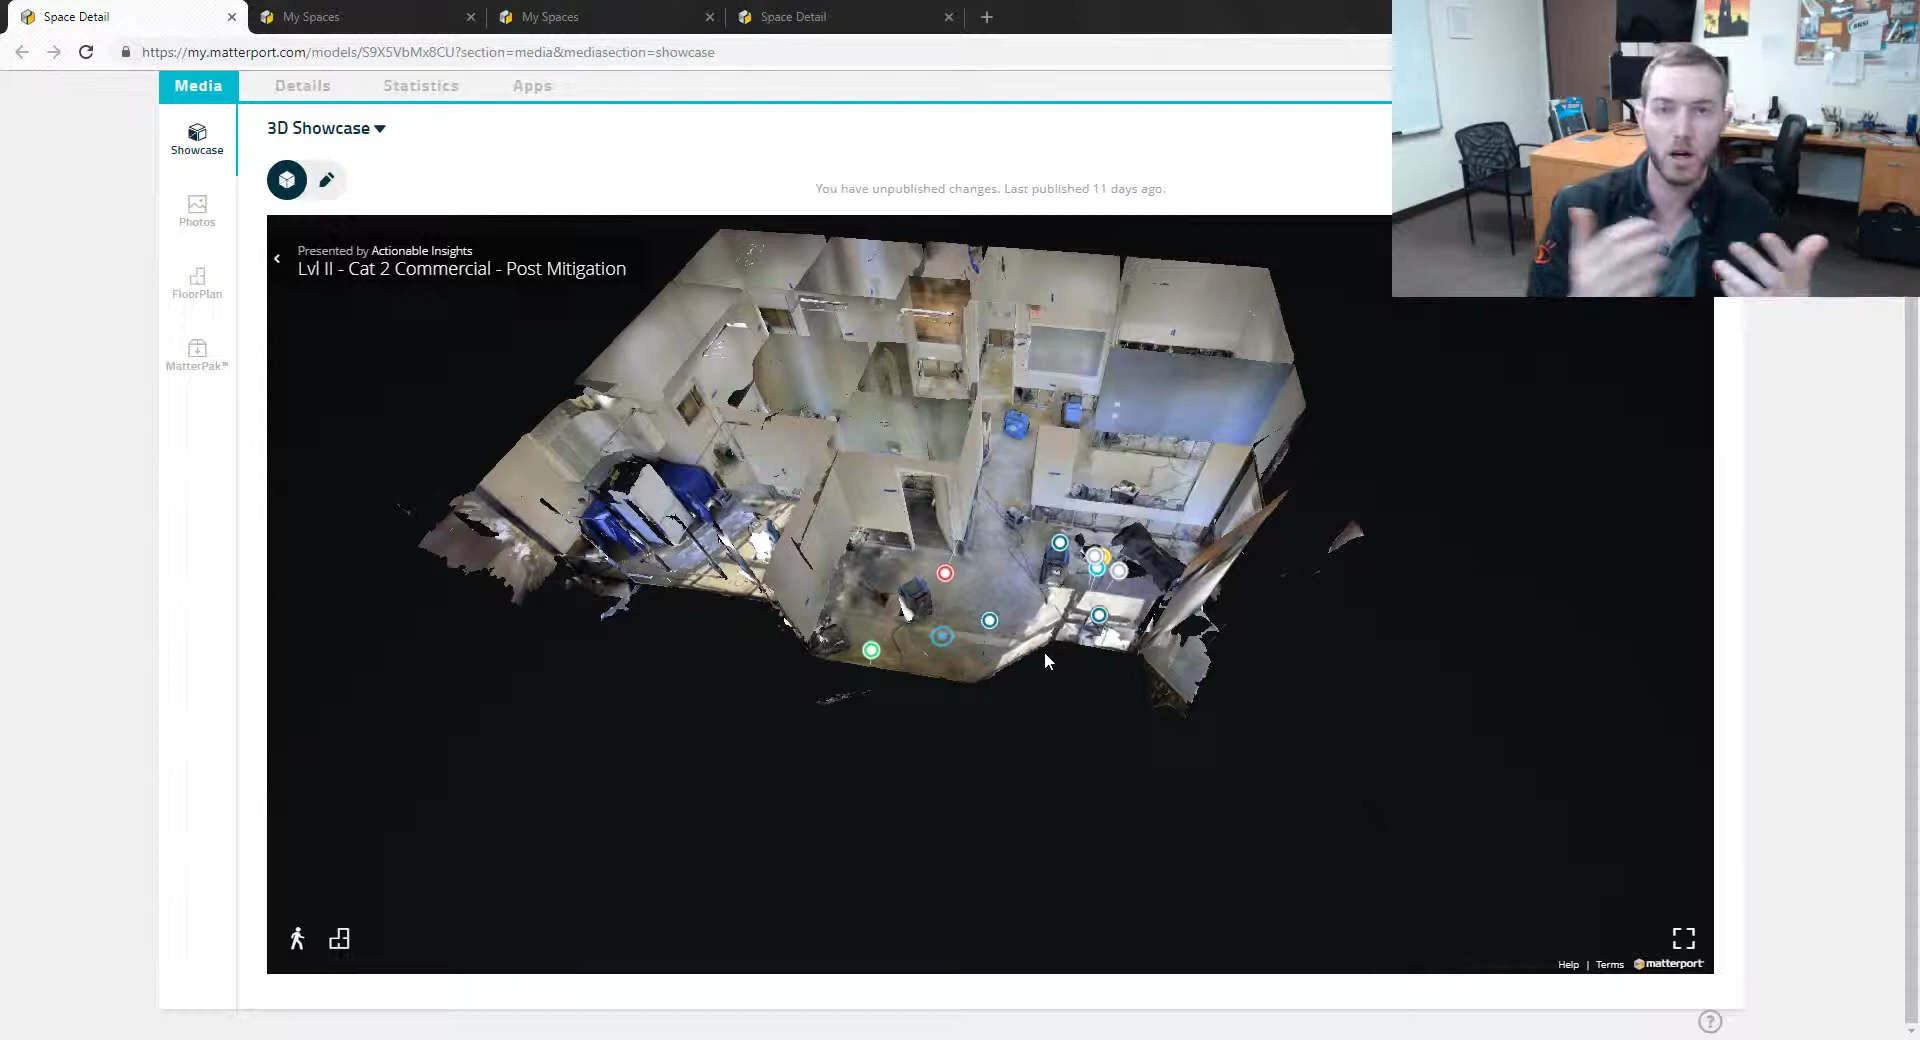 Space Detail
My Spaces
My Spaces
Space Detail
https://my.matterport.com/models/S9X5VbMx8CU?section=media&mediasection=showcase
Media
Details
Statistics
Apps
Showcase
Photos
FloorPlan
MatterPak™
3D Showcase
You have unpublished changes. Last published 11 days ago.
Presented by Actionable Insights
Lvl II - Cat 2 Commercial - Post Mitigation
Help | Terms
matterport
ANSI